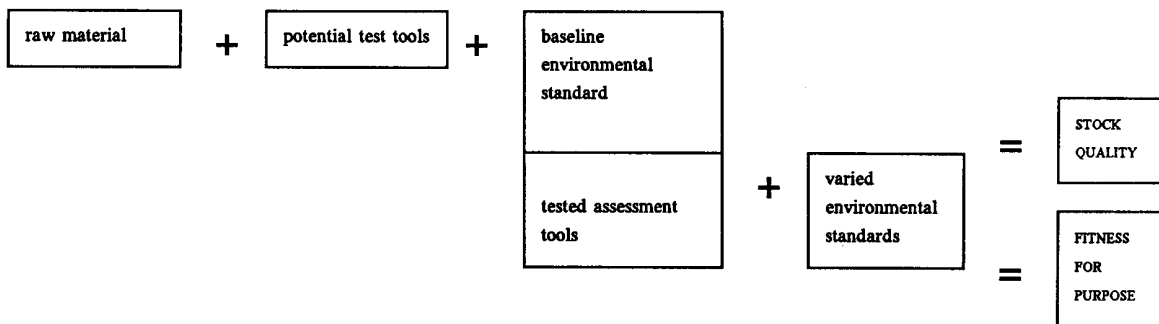 raw material
+
potential test tools
+
baseline
environmental
standard
tested assessment
tools
+
varied
environmental
standards
=
STOCK
QUALITY
=
FITNESS
FOR
PURPOSE